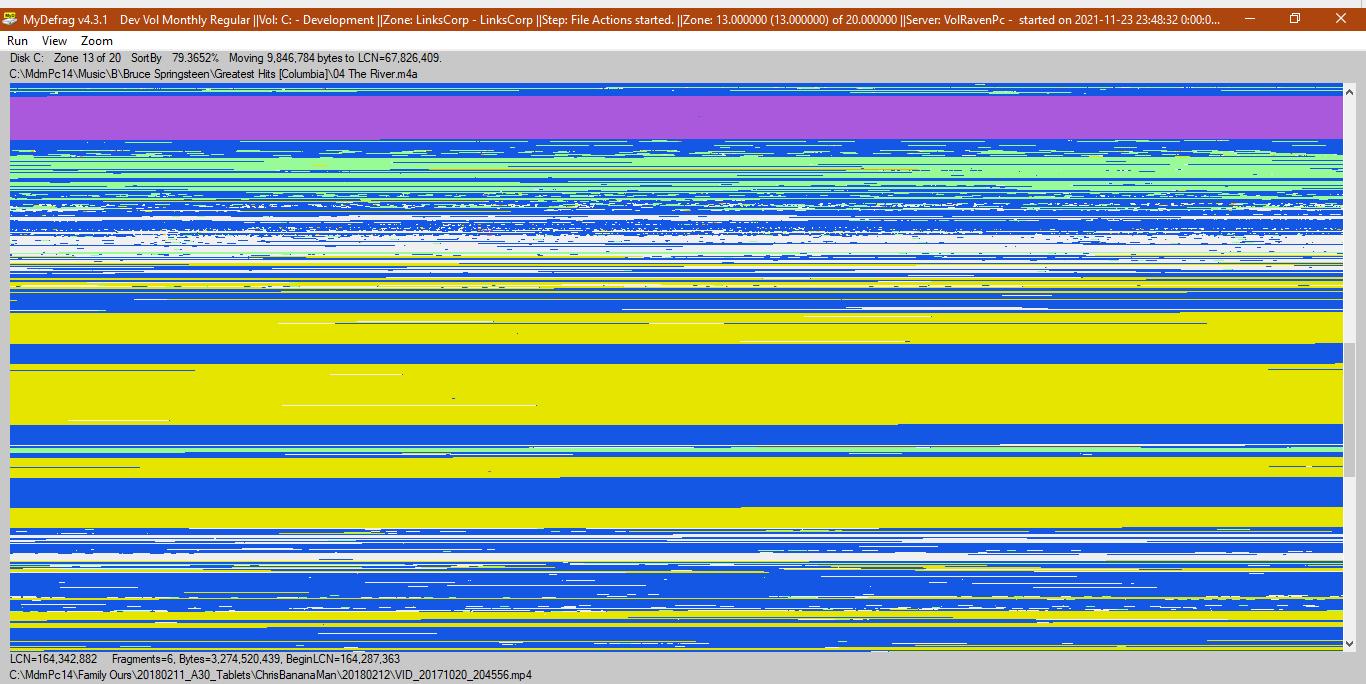 MyDefrag v4.3.1 Dev Vol Monthly Regular ||Vol: C: - Development ||Zone: LinksCorp - LinksCorp ||Step: File Actions started. ||Zone: 13.000000 (13.000000) of 20.000000 ||Server: VolRavenPc - started on 2021-11-23 23:48:32 0:00:0...
Run View Zoom
Disk C: Zone 13 of 20 SortBy 79.3652% Moving 9,846,784 bytes to LCN=67,826,409.
C:\MdmPc14\Music\B\Bruce Springsteen\Greatest Hits [Columbia]\04 The River.m4a
LCN=164,342,882 Fragments=6, Bytes=3,274,520,439, BeginLCN=164,287,363
C:\MdmPc14\Family Ours\20180211_A30_Tablets\ChrisBananaMan\20180212\VID_20171020_204556.mp4